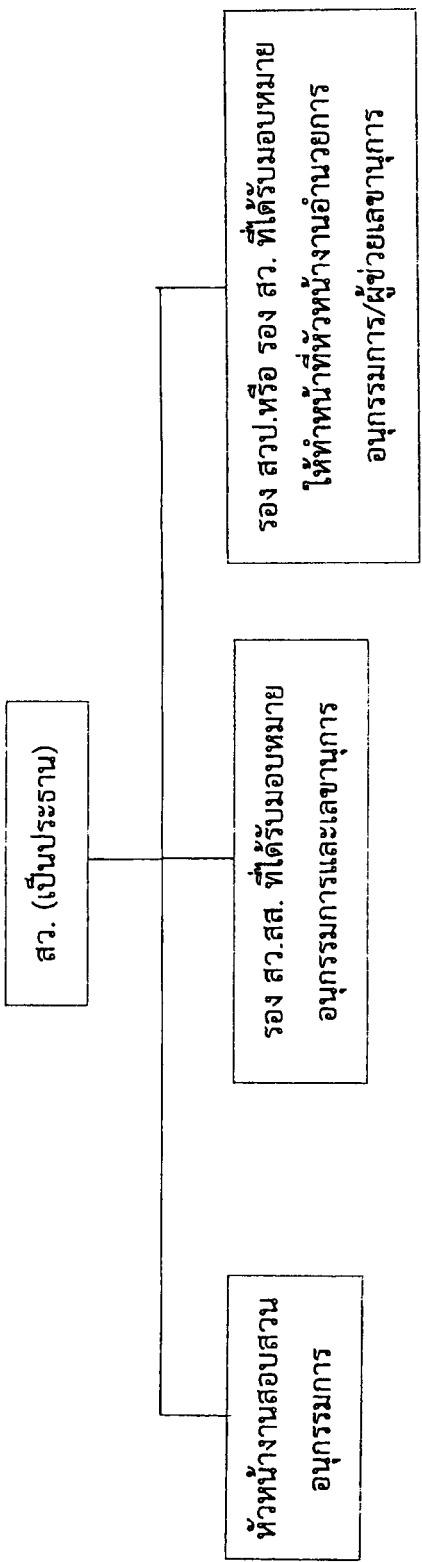 สว. (เป็นประธาน)
หัวหน้างานสอบสวน
อนุกรรมการ
รอง สว.สส. ที่ได้รับมอบหมาย
อนุกรรมการและเลขานุการ
รอง สวป.หรือ รอง สว. ที่ได้รับมอบหมาย
ให้ทำหน้าที่หัวหน้างานอำนวยการ
อนุกรรมการ/ผู้ช่วยเลขานุการ